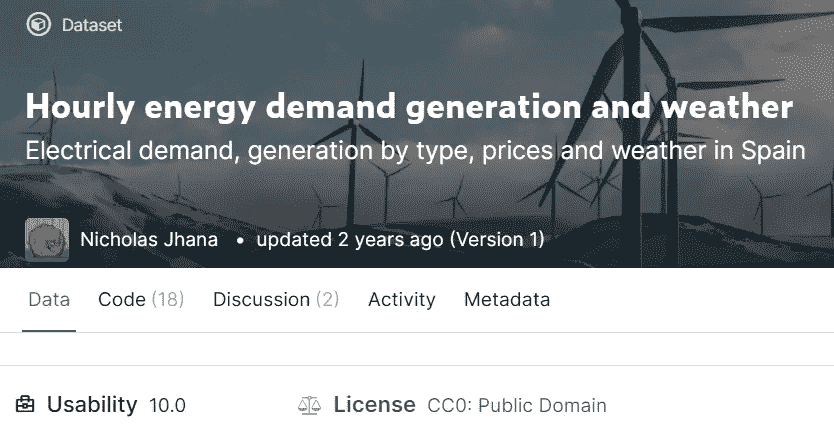 Dataset
Hourly energy demand generation and weather
Electrical demand, generation by type, prices and weather in Spain
Nicholas Jhana • updated 2 years ago (Version 1)
Data Code (18) Discussion (2) Activity Metadata
Usability 10.0 License CC0: Public Domain